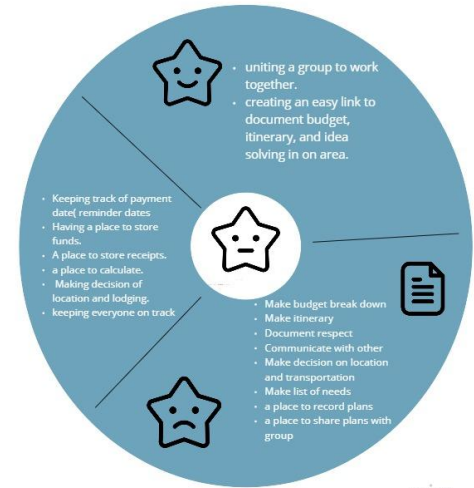 • uniting a group to work
together.
• creating an easy link to
document budget,
itinerary, and idea
solving in on area.
• Keeping track of payment
date( reminder dates
• Having a place to store
funds.
• A place to store receipts.
• a place to calculate.
•  Making decision of
location and lodging.
• keeping everyone on track
• Make budget break down
• Make itinerary
• Document respect
• Communicate with other
• Make decision on location
and transportation
• Make list of needs
• a place to record plans
• a place to share plans with
group